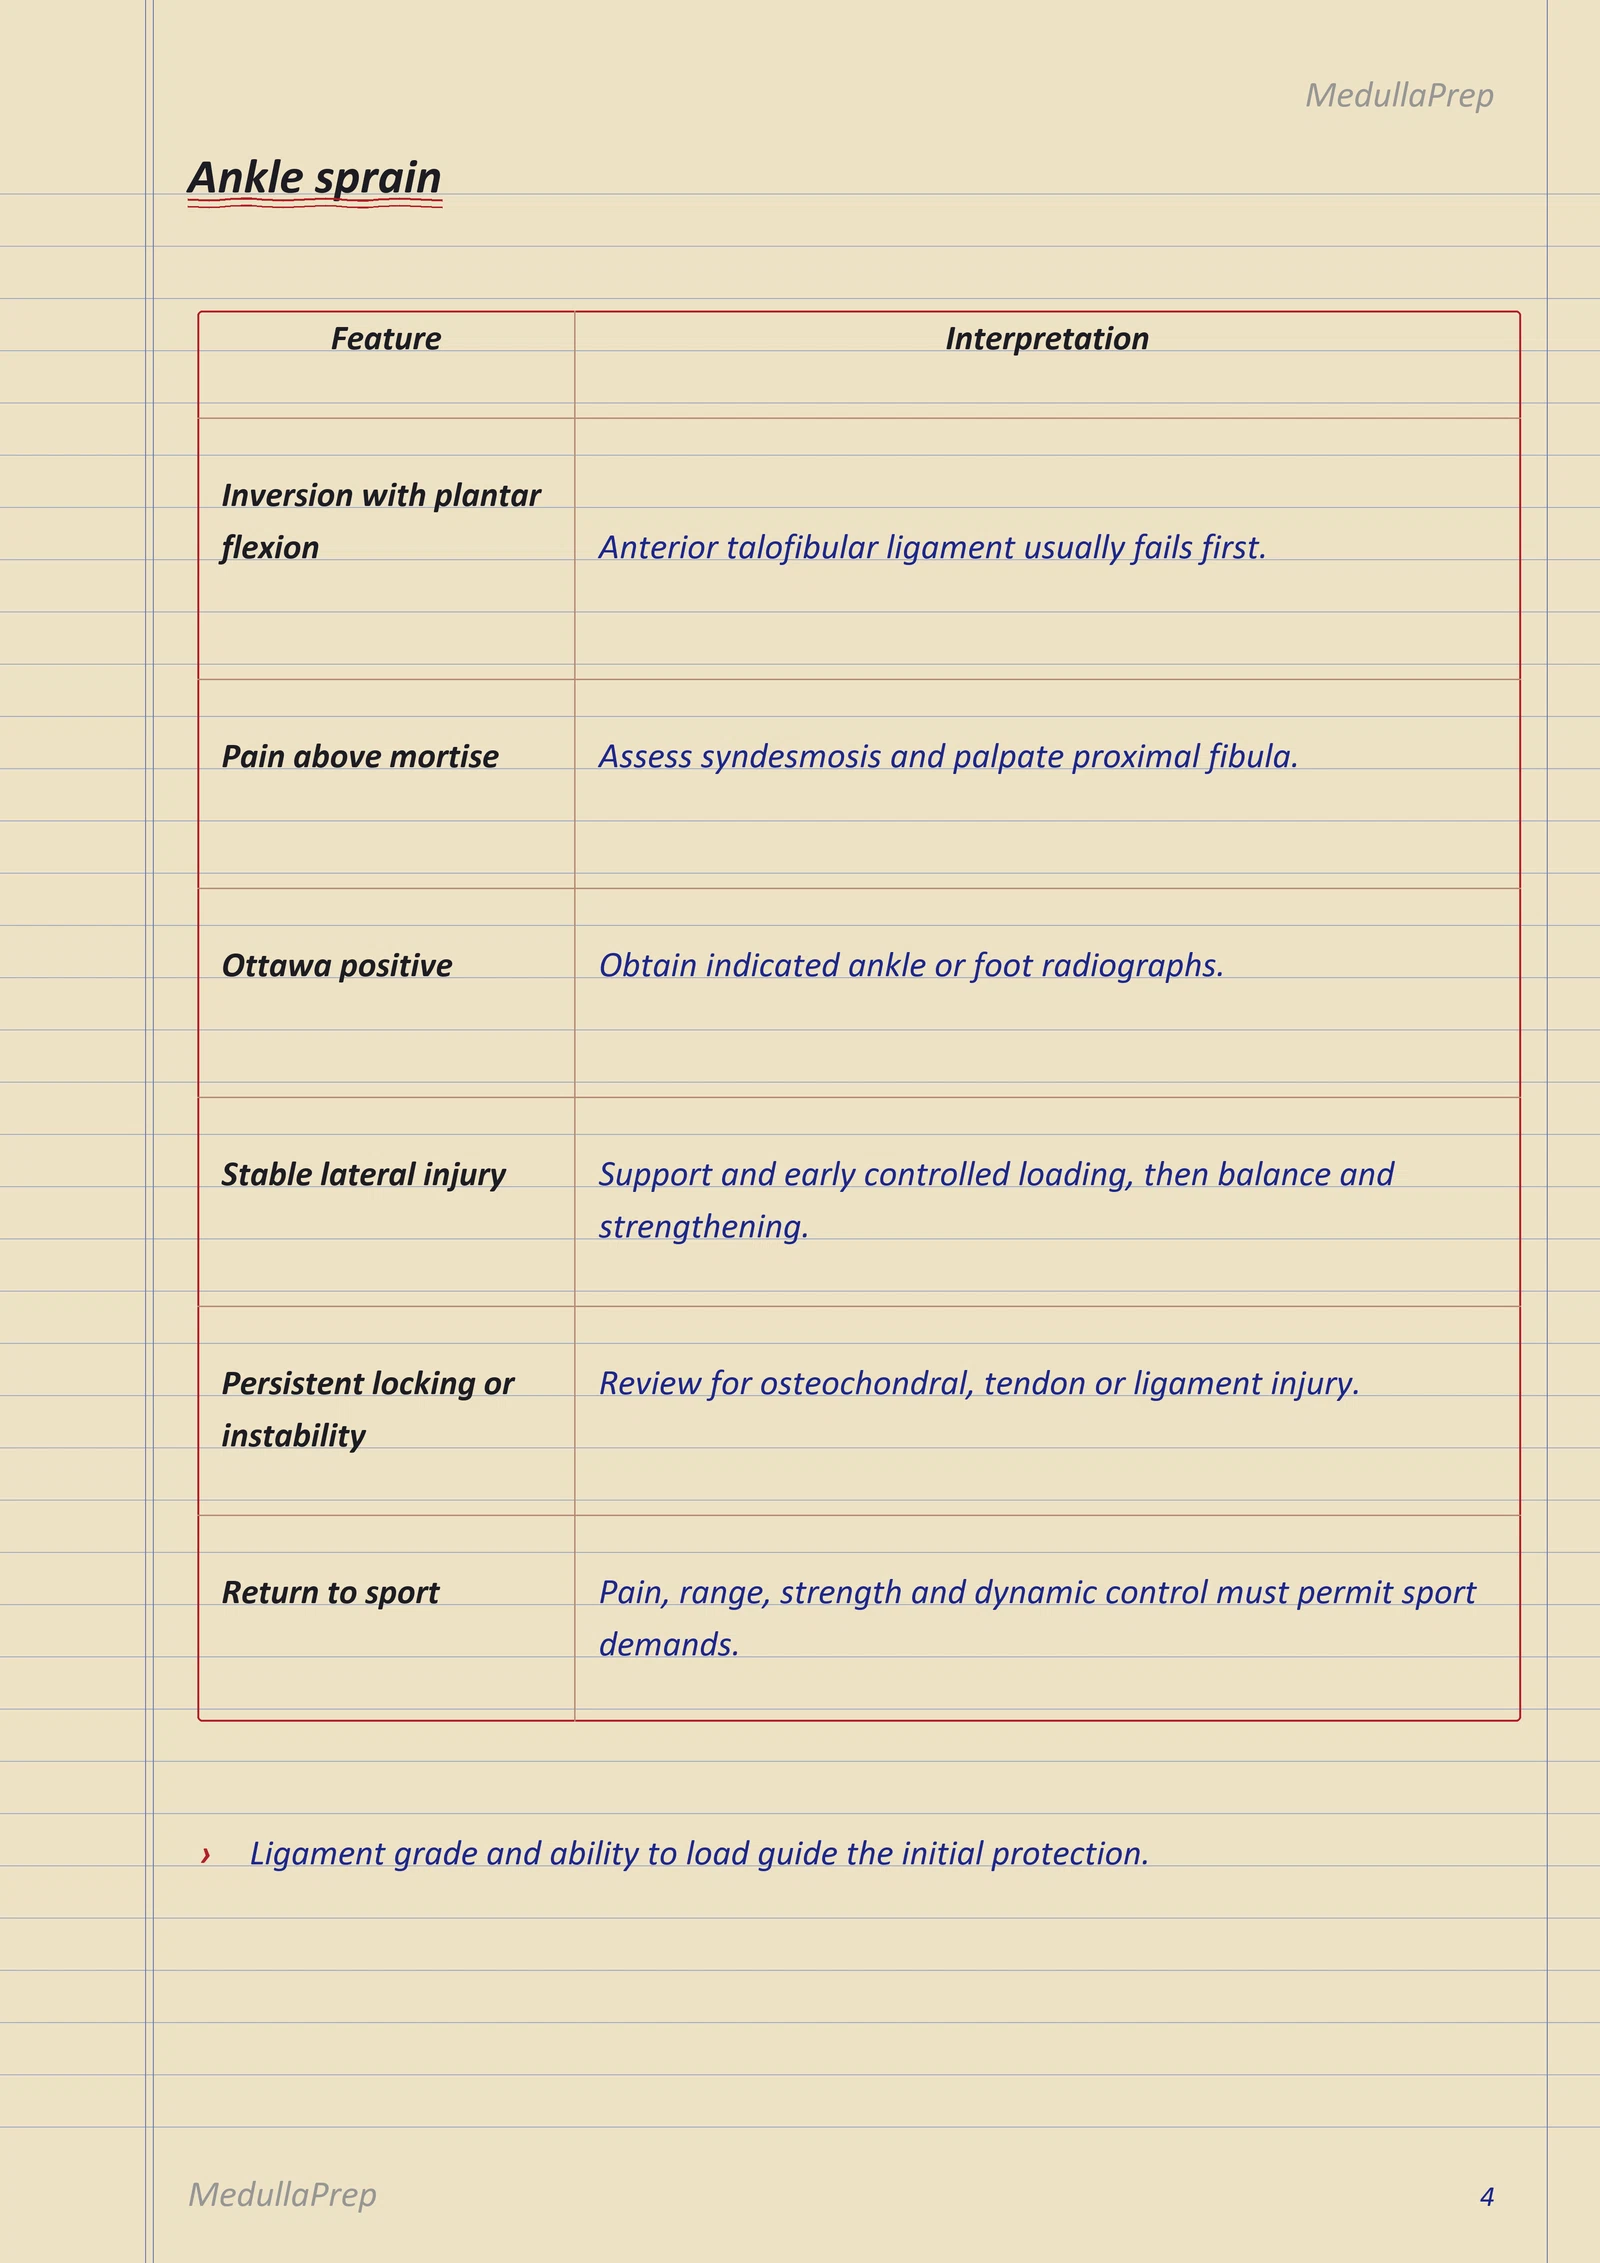 MedullaPrep
Ankle sprain
Feature
Interpretation
Inversion with plantar
flexion
Anterior talofibular ligament usually fails first.
Pain above mortise
Assess syndesmosis and palpate proximal fibula.
Ottawa positive
Obtain indicated ankle or foot radiographs.
Stable lateral injury
Support and early controlled loading, then balance and
strengthening.
Persistent locking or
instability
Review for osteochondral, tendon or ligament injury.
Return to sport
Pain, range, strength and dynamic control must permit sport
demands.
› Ligament grade and ability to load guide the initial protection.
MedullaPrep
4